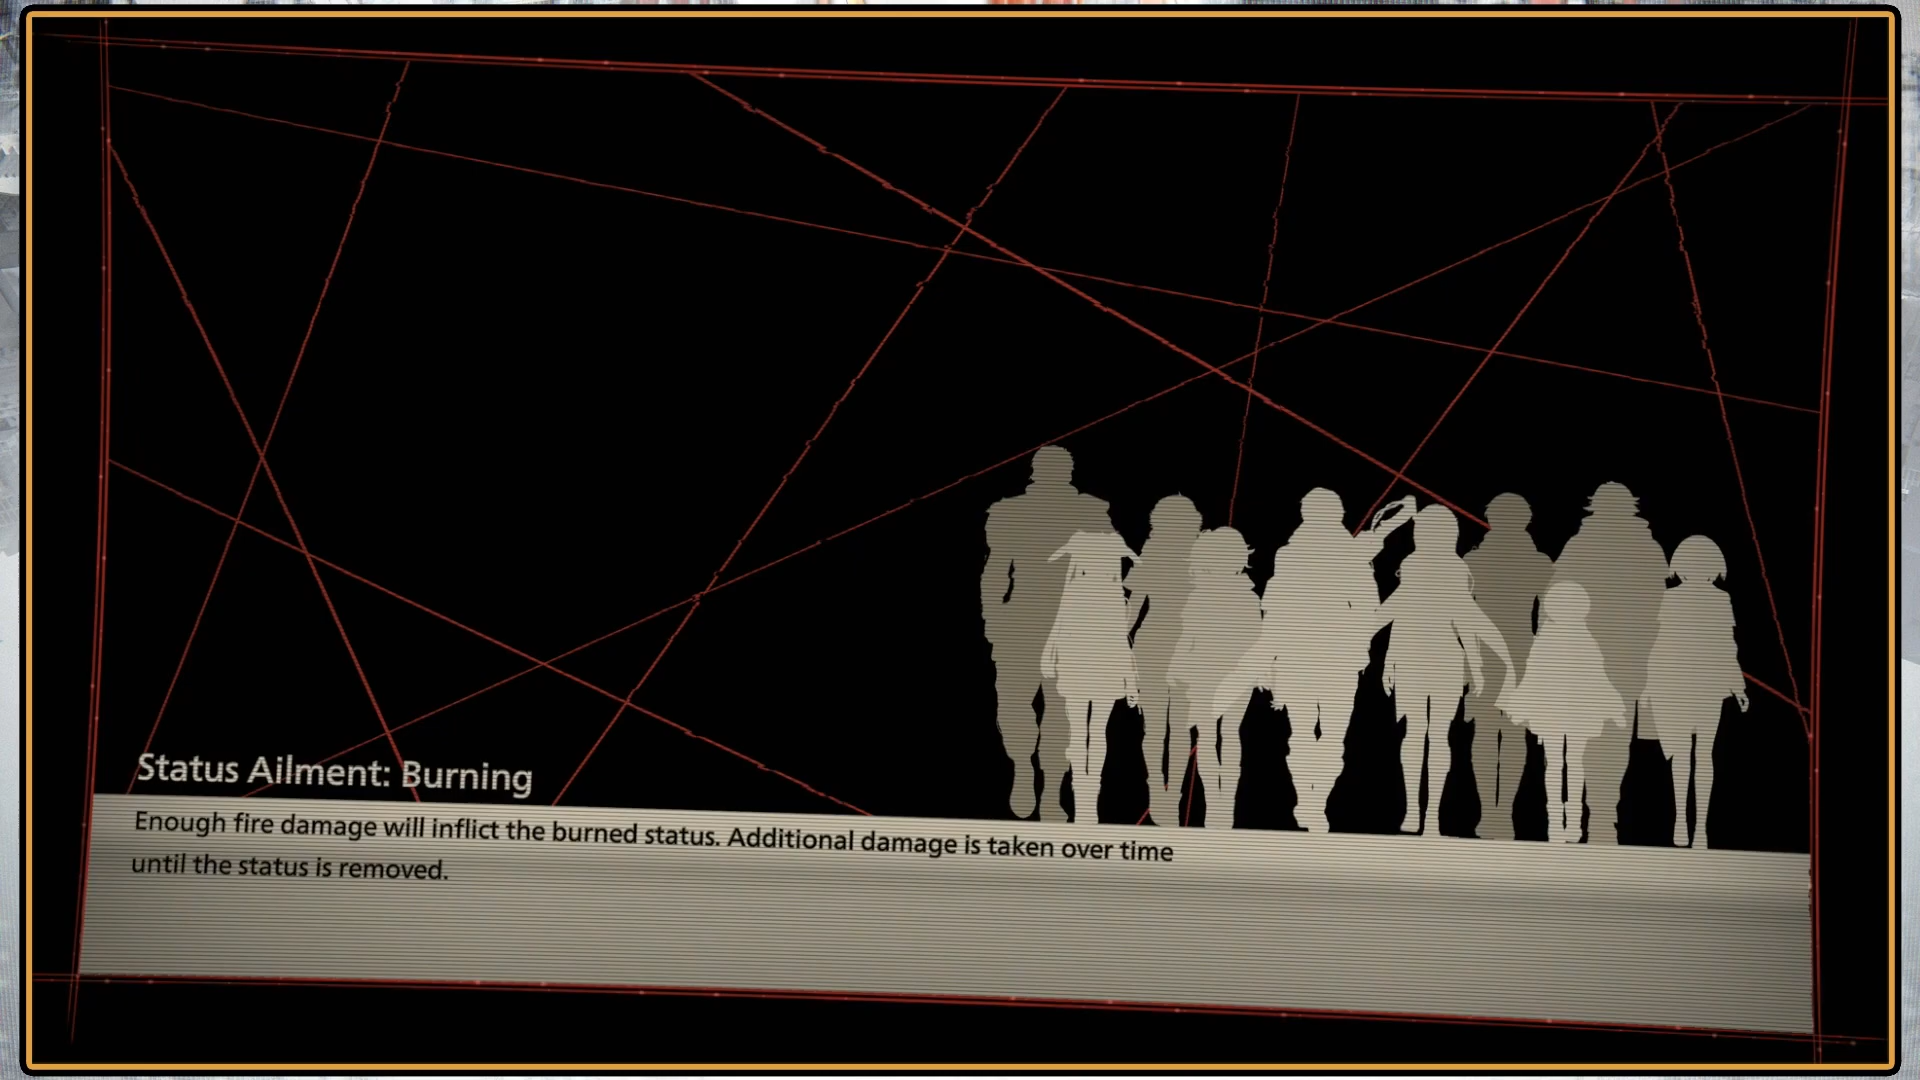 Status Ailment: Burning
Enough fire damage will inflict the burned status. Additional damage is taken over time
until the status is removed.